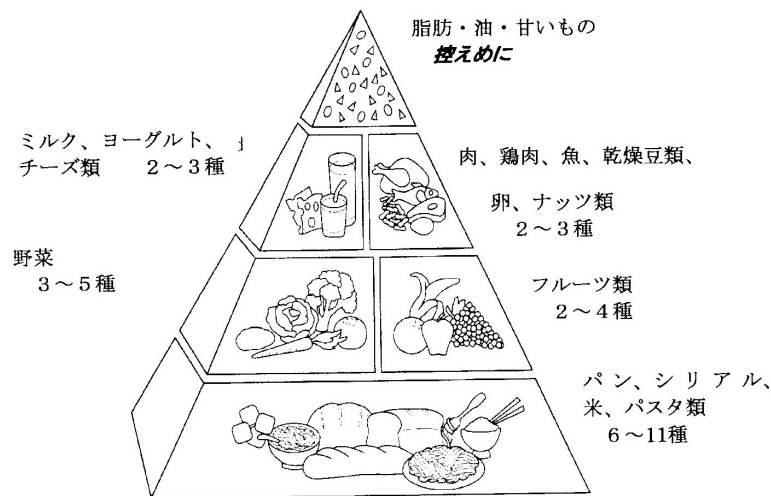 脂肪・油・甘いもの
控えめに
ミルク、ヨーグルト、
チーズ類 2～3種
肉、鶏肉、魚、乾燥豆類、
卵、ナッツ類
2～3種
野菜
3～5種
フルーツ類
2～4種
パン、シリアル、
米、パスタ類
6～11種